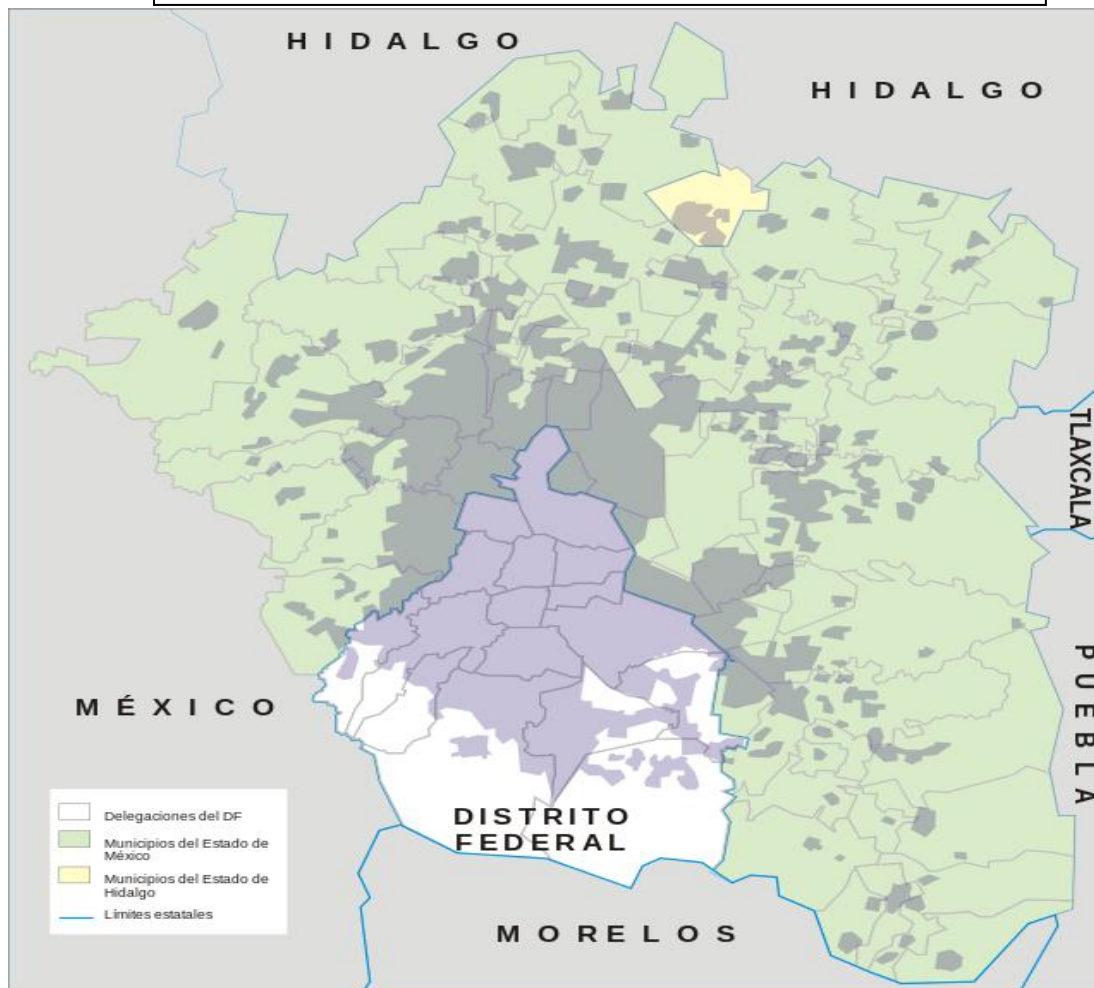 HIDALGO
HIDALGO
TLAXCALA
PUEBLA
MÉXICO
DISTRITO
FEDERAL
MORELOS
Delegaciones del DF
Municipios del Estado de
México
Municipios del Estado de
Hidalgo
Límites estatales